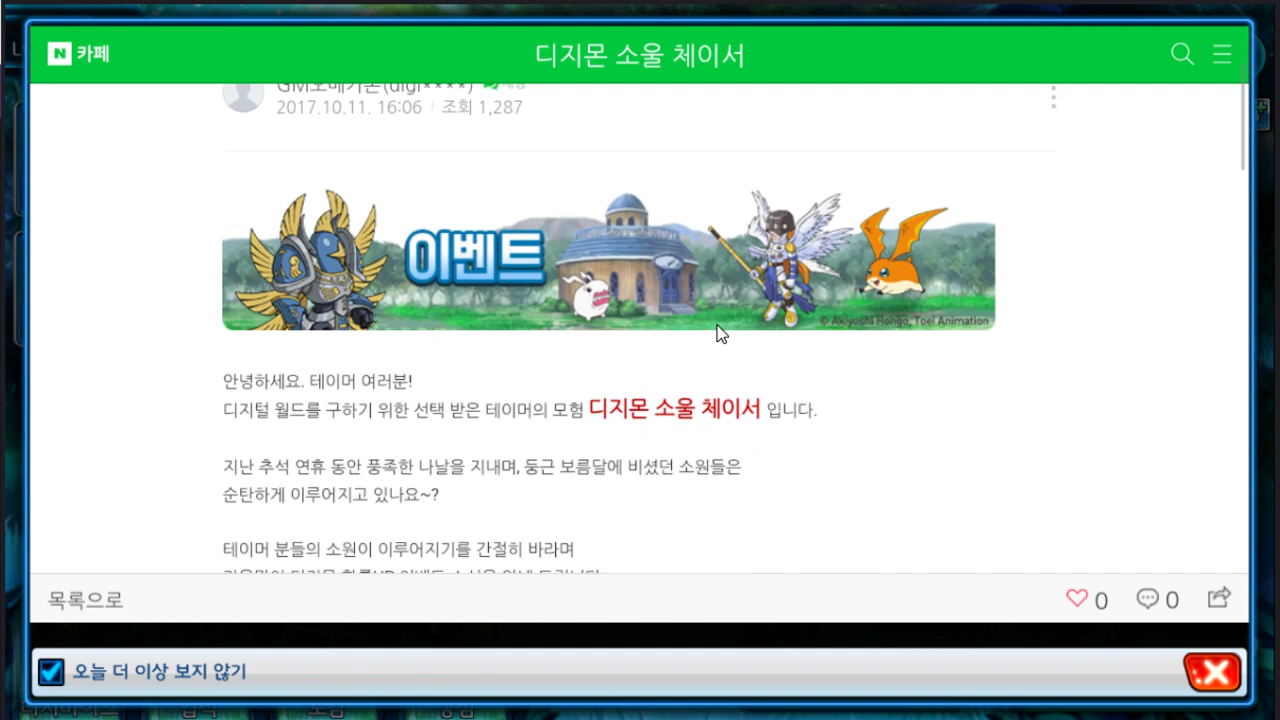 N 카페
디지몬 소울 체이서
GM오메가몬(digi****)
2017.10.11. 16:06 조회 1,287
이벤트
© Akiyoshi Hongo, Toei Animation
안녕하세요. 테이머 여러분!
디지털 월드를 구하기 위한 선택 받은 테이머의 모험 디지몬 소울 체이서 입니다.
지난 추석 연휴 동안 풍족한 나날을 지내며, 둥근 보름달에 비셨던 소원들은
순탄하게 이루어지고 있나요~?
테이머 분들의 소원이 이루어지기를 간절히 바라며
목록으로
0
0
오늘 더 이상 보지 않기